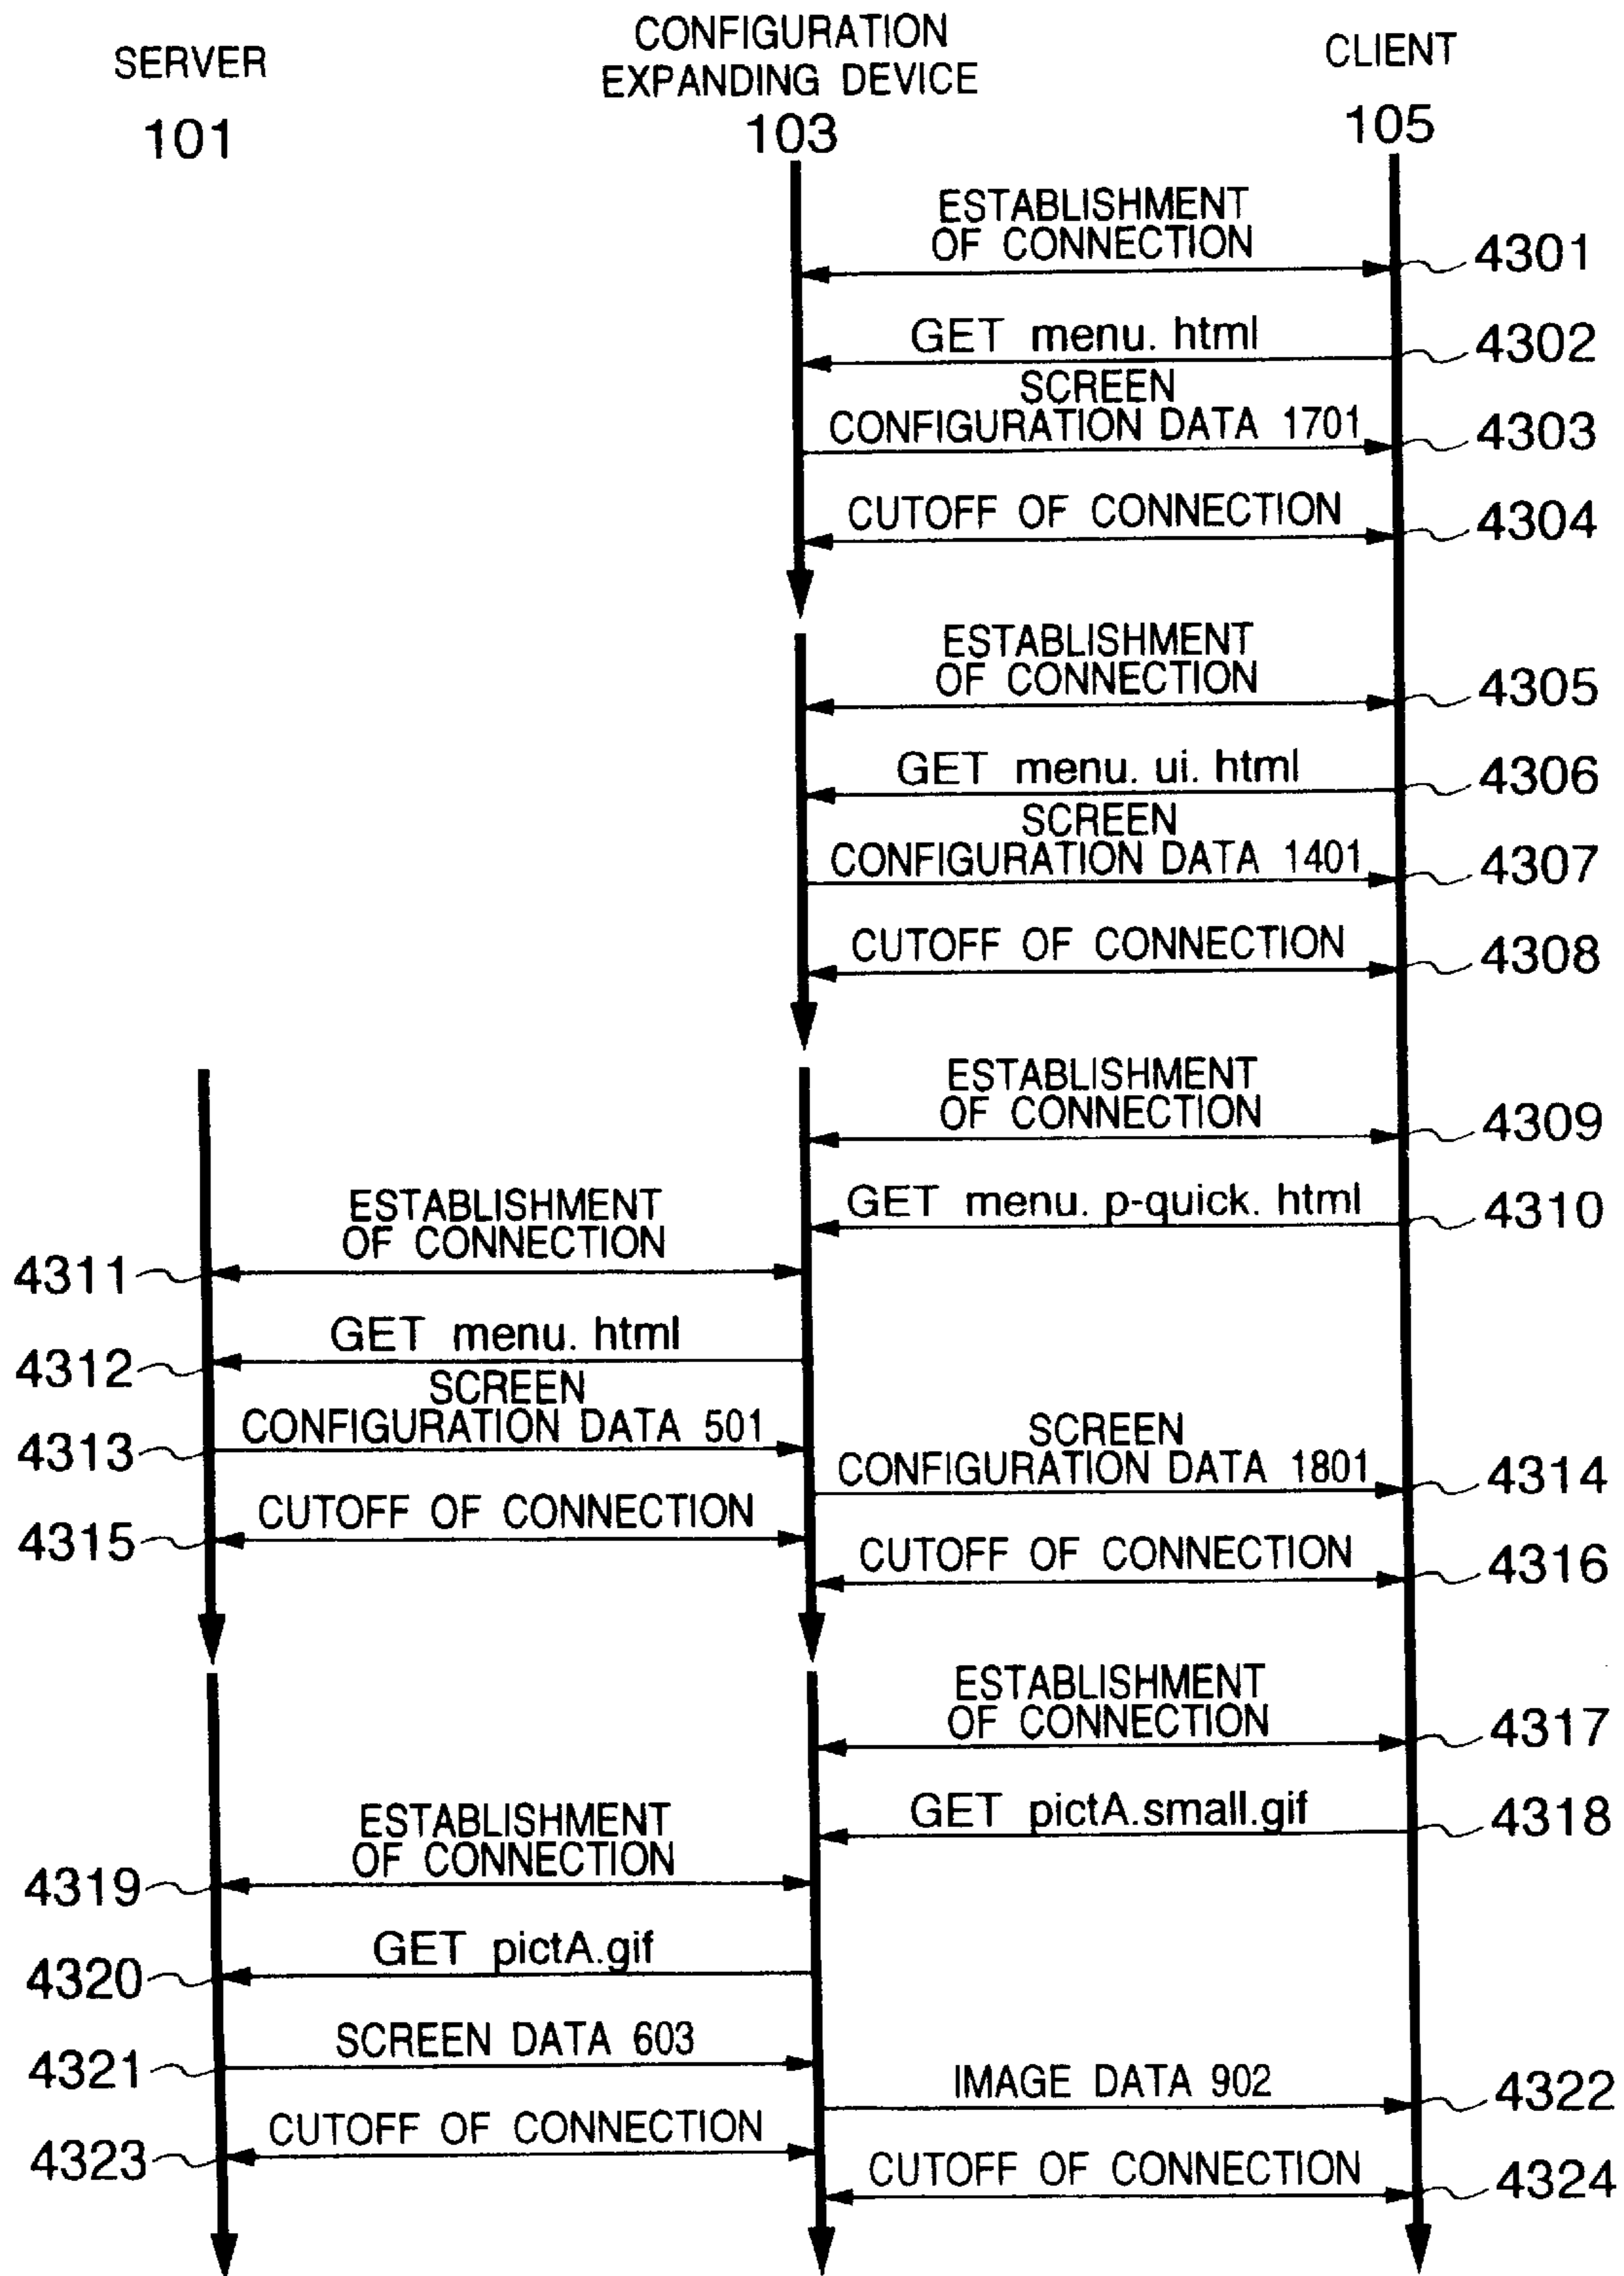 SERVER
101
CONFIGURATION
EXPANDING DEVICE
103
CLIENT
105
ESTABLISHMENT
OF CONNECTION
4301
GET menu. html
4302
SCREEN
CONFIGURATION DATA 1701
4303
CUTOFF OF CONNECTION
4304
ESTABLISHMENT
OF CONNECTION
4305
GET menu. ui. html
4306
SCREEN
CONFIGURATION DATA 1401
4307
CUTOFF OF CONNECTION
4308
ESTABLISHMENT
OF CONNECTION
4309
GET menu. p-quick. html
4310
ESTABLISHMENT
OF CONNECTION
4311
GET menu. html
4312
SCREEN
CONFIGURATION DATA 501
4313
SCREEN
CONFIGURATION DATA 1801
4314
CUTOFF OF CONNECTION
4315
CUTOFF OF CONNECTION
4316
ESTABLISHMENT
OF CONNECTION
4317
GET pictA.small.gif
4318
ESTABLISHMENT
OF CONNECTION
4319
GET pictA.gif
4320
SCREEN DATA 603
4321
IMAGE DATA 902
4322
CUTOFF OF CONNECTION
4323
CUTOFF OF CONNECTION
4324